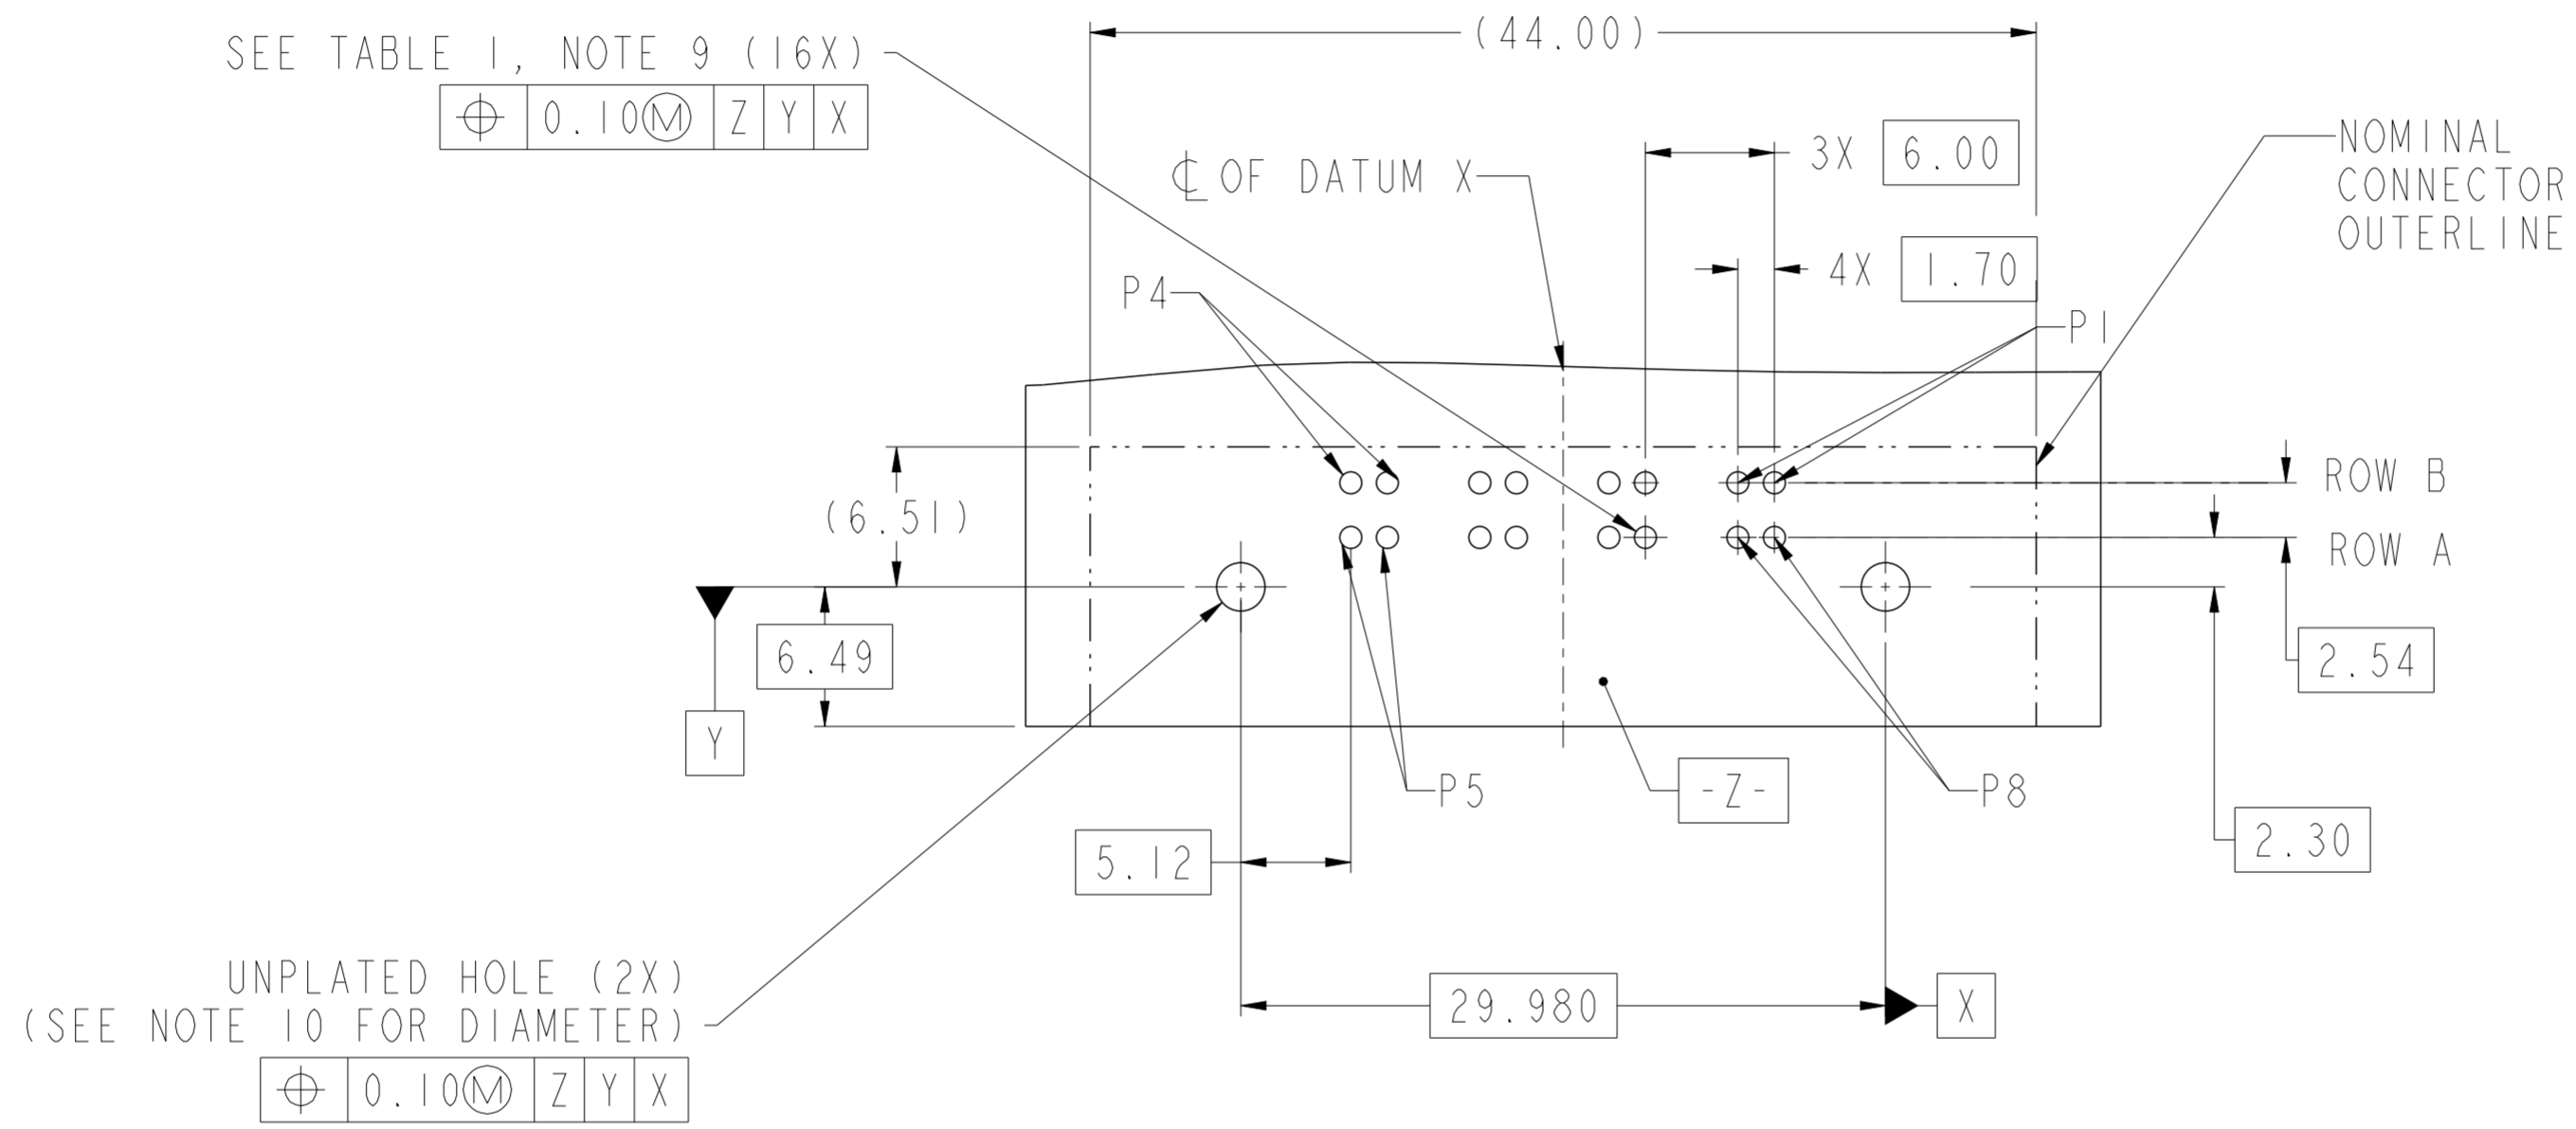 (44.00)
SEE TABLE 1, NOTE 9 (16X)
⌖ 0.10Ⓜ Z Y X
℄ OF DATUM X
3X 6.00
NOMINAL
CONNECTOR
OUTERLINE
4X 1.70
P4
P1
ROW B
(6.51)
ROW A
6.49
2.54
Y
P5
-Z-
P8
5.12
2.30
UNPLATED HOLE (2X)
(SEE NOTE 10 FOR DIAMETER)
⌖ 0.10Ⓜ Z Y X
29.980
X